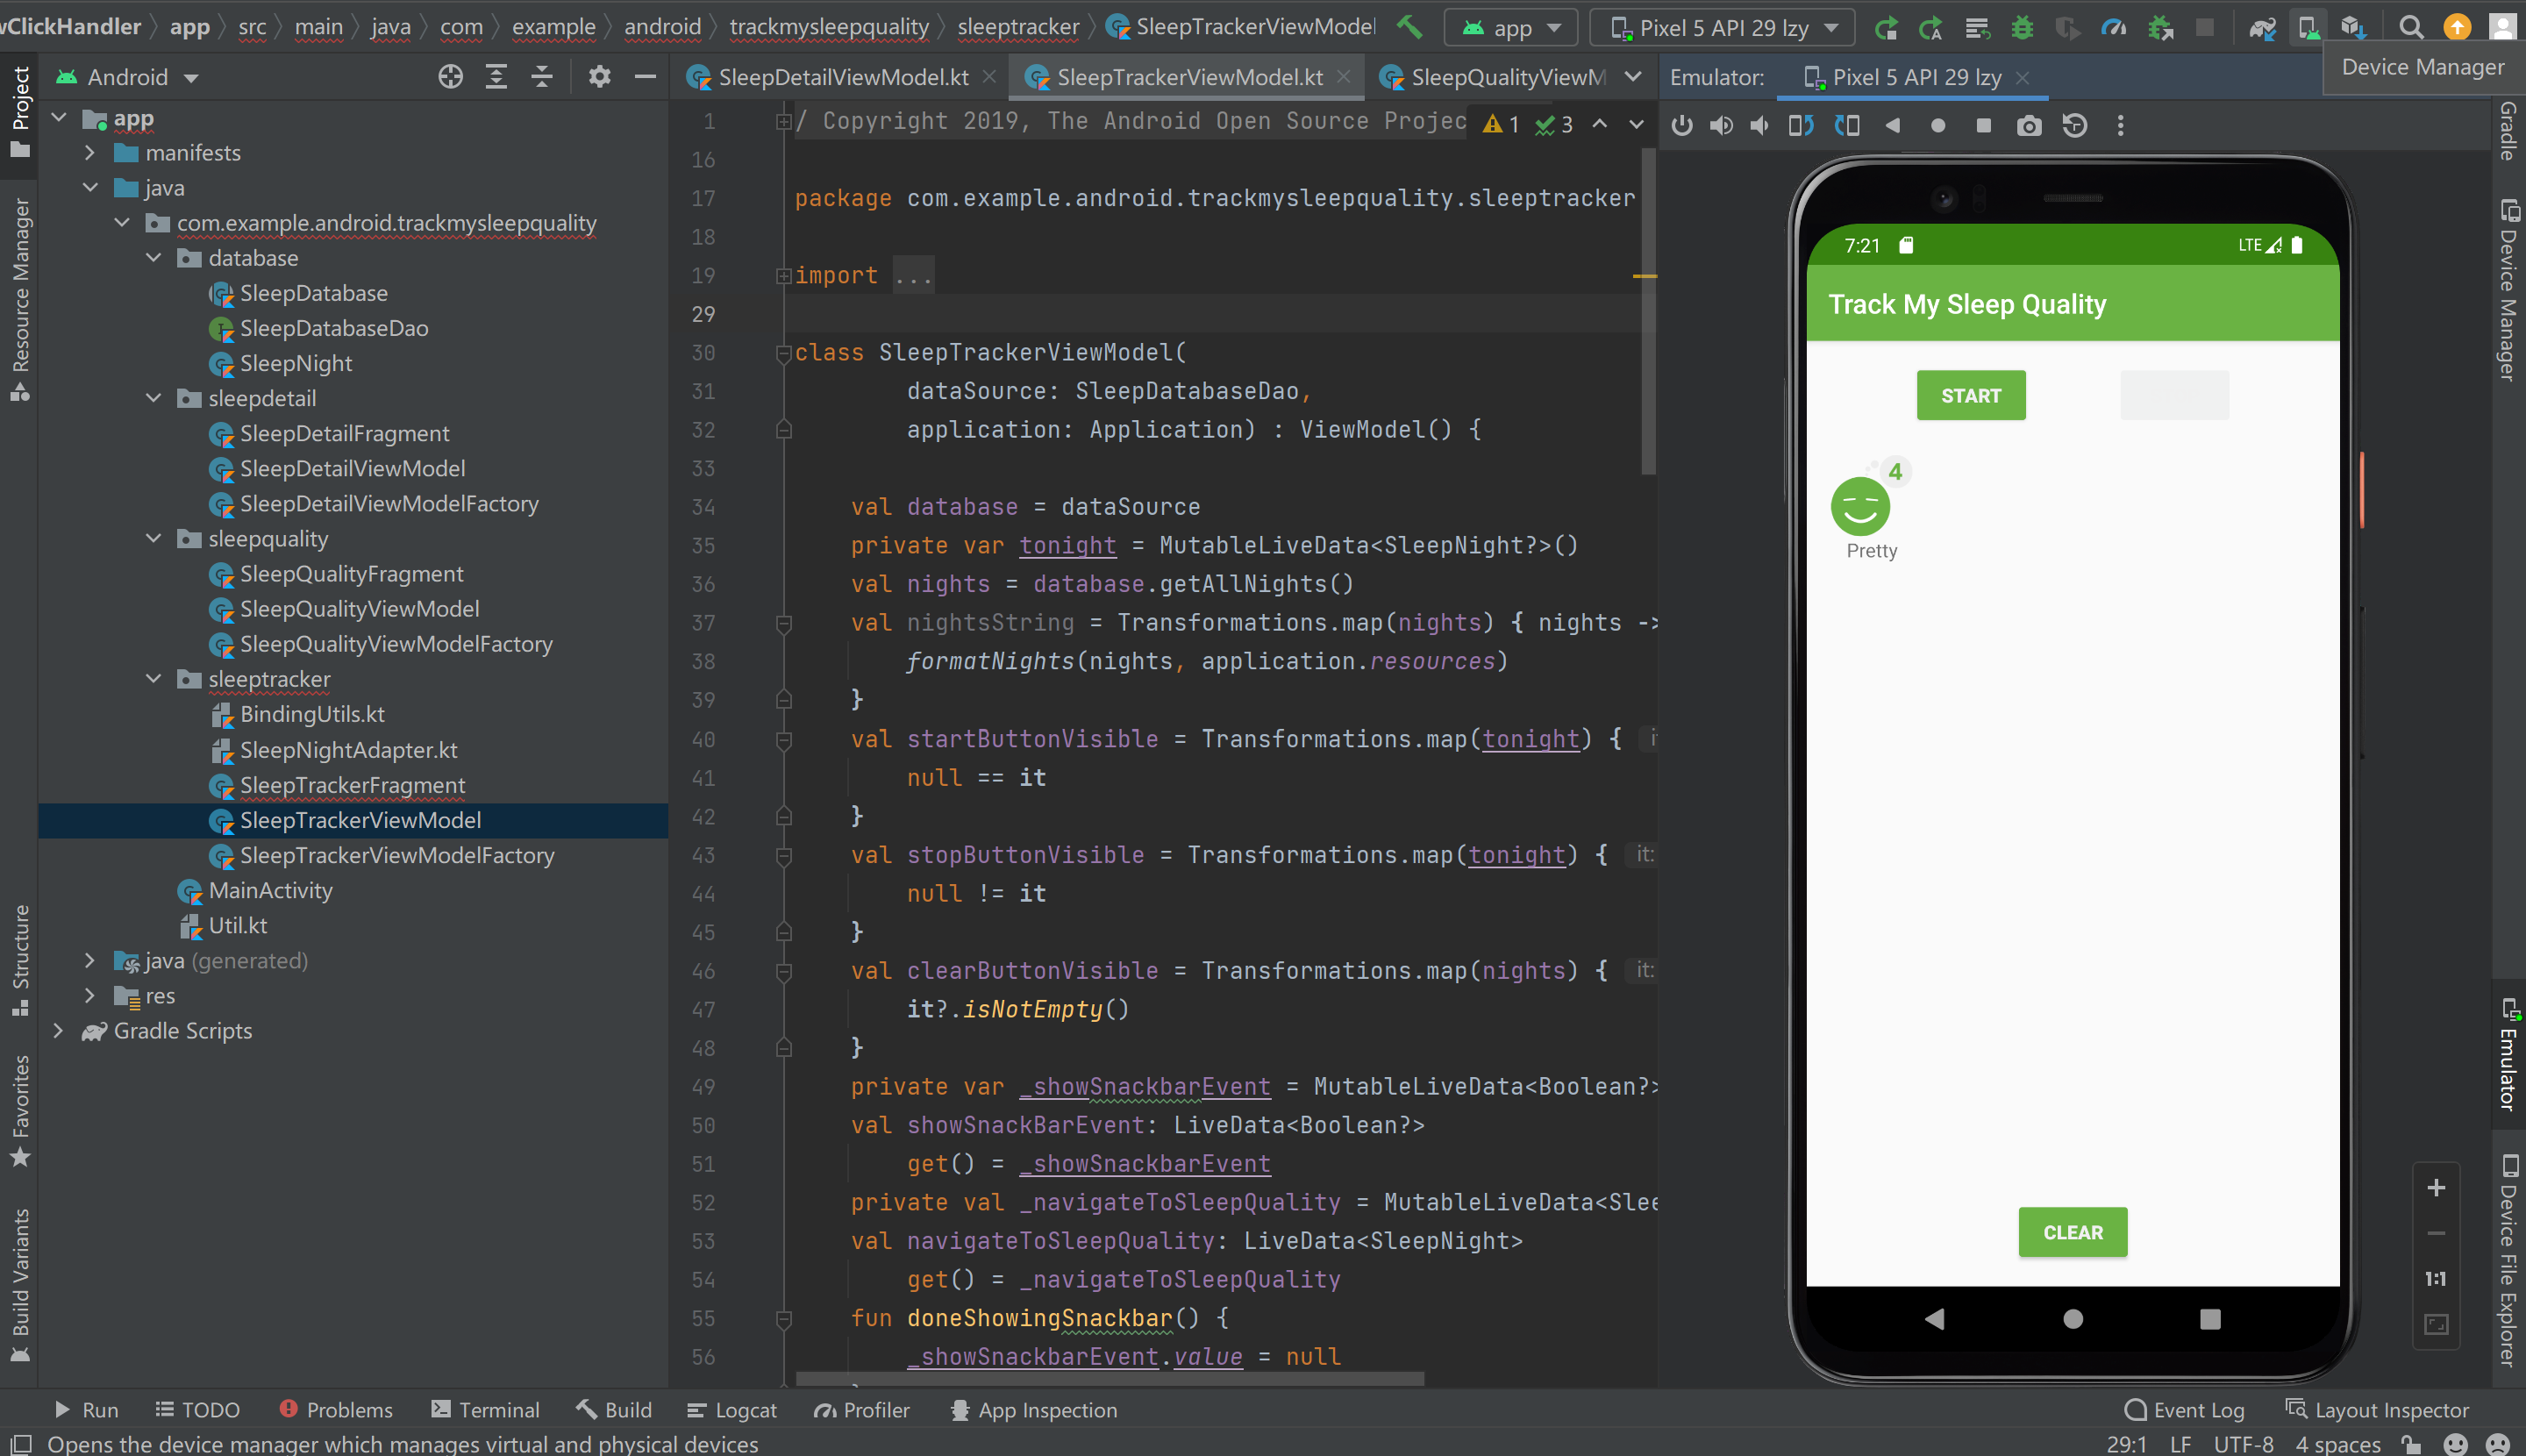 vClickHandler app src main java com example android trackmysleepquality sleeptracker SleepTrackerViewModel app Pixel 5 API 29 lzy
Device Manager
Android
SleepDetailViewModel.kt SleepTrackerViewModel.kt SleepQualityViewM
Emulator: Pixel 5 API 29 lzy
Project
Resource Manager
Structure
Favorites
Build Variants
app
manifests
java
com.example.android.trackmysleepquality
database
SleepDatabase
SleepDatabaseDao
SleepNight
sleepdetail
SleepDetailFragment
SleepDetailViewModel
SleepDetailViewModelFactory
sleepquality
SleepQualityFragment
SleepQualityViewModel
SleepQualityViewModelFactory
sleeptracker
BindingUtils.kt
SleepNightAdapter.kt
SleepTrackerFragment
SleepTrackerViewModel
SleepTrackerViewModelFactory
MainActivity
Util.kt
java (generated)
res
Gradle Scripts
1 / Copyright 2019, The Android Open Source Projec 1 3
16
17 package com.example.android.trackmysleepquality.sleeptracker
18
19 import ...
29
30 class SleepTrackerViewModel(
31 dataSource: SleepDatabaseDao,
32 application: Application) : ViewModel() {
33
34 val database = dataSource
35 private var tonight = MutableLiveData<SleepNight?>()
36 val nights = database.getAllNights()
37 val nightsString = Transformations.map(nights) { nights ->
38 formatNights(nights, application.resources)
39 }
40 val startButtonVisible = Transformations.map(tonight) { it
41 null == it
42 }
43 val stopButtonVisible = Transformations.map(tonight) { it:
44 null != it
45 }
46 val clearButtonVisible = Transformations.map(nights) { it:
47 it?.isNotEmpty()
48 }
49 private var _showSnackbarEvent = MutableLiveData<Boolean?>
50 val showSnackBarEvent: LiveData<Boolean?>
51 get() = _showSnackbarEvent
52 private val _navigateToSleepQuality = MutableLiveData<Slee
53 val navigateToSleepQuality: LiveData<SleepNight>
54 get() = _navigateToSleepQuality
55 fun doneShowingSnackbar() {
56 _showSnackbarEvent.value = null
7:21 LTE
Track My Sleep Quality
START
4
Pretty
CLEAR
1:1
Gradle
Device Manager
Emulator
Device File Explorer
Run TODO Problems Terminal Build Logcat Profiler App Inspection Event Log Layout Inspector
Opens the device manager which manages virtual and physical devices 29:1 LF UTF-8 4 spaces